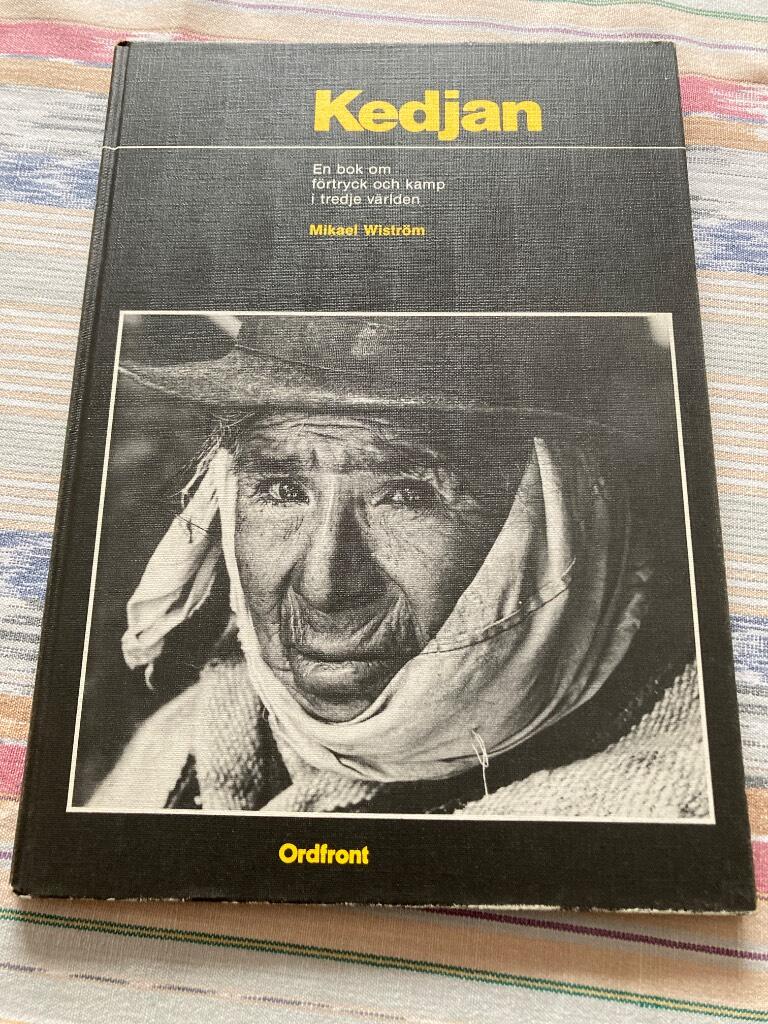 Kedjan
En bok om
förtryck och kamp
i tredje världen
Mikael Wiström
Ordfront